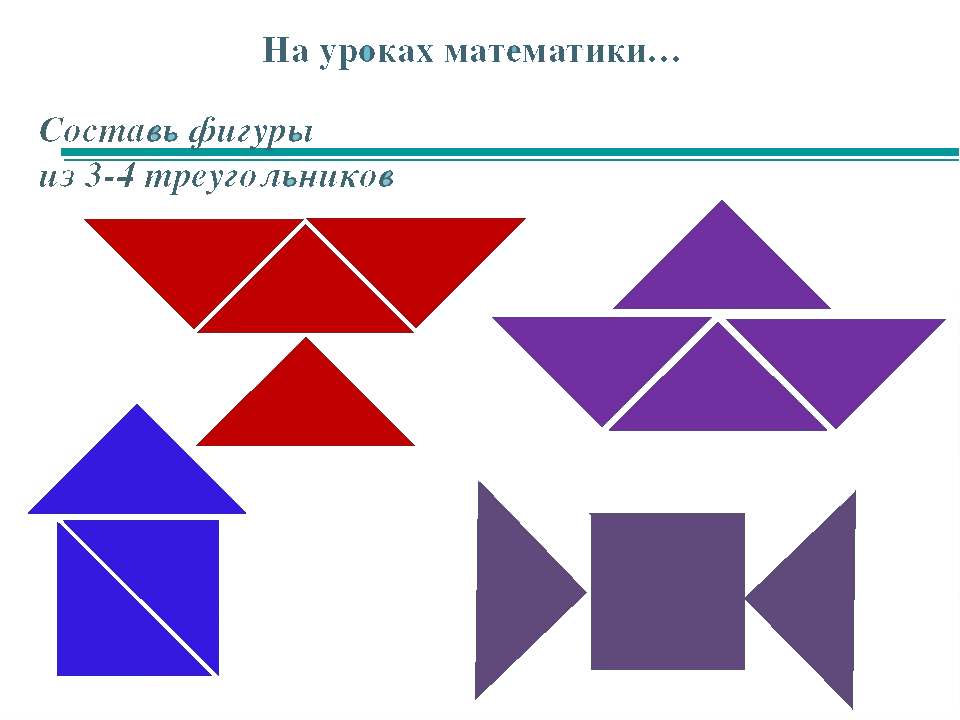 На уроках математики…
Составь фигуры
из 3-4 треугольников